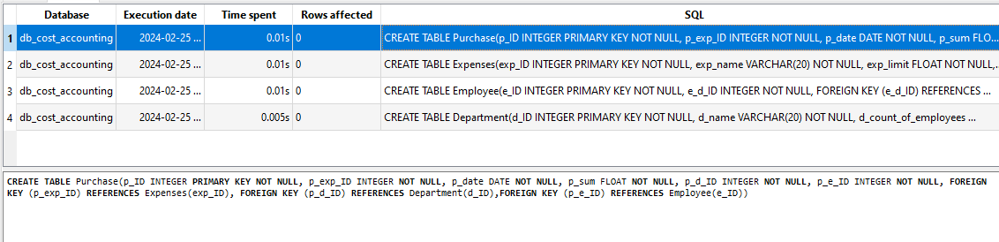 Database Execution date Time spent Rows affected SQL
1 db_cost_accounting 2024-02-25 ... 0.01s 0 CREATE TABLE Purchase(p_ID INTEGER PRIMARY KEY NOT NULL, p_exp_ID INTEGER NOT NULL, p_date DATE NOT NULL, p_sum FLO...
2 db_cost_accounting 2024-02-25 ... 0.01s 0 CREATE TABLE Expenses(exp_ID INTEGER PRIMARY KEY NOT NULL, exp_name VARCHAR(20) NOT NULL, exp_limit FLOAT NOT NULL,...
3 db_cost_accounting 2024-02-25 ... 0.01s 0 CREATE TABLE Employee(e_ID INTEGER PRIMARY KEY NOT NULL, e_d_ID INTEGER NOT NULL, FOREIGN KEY (e_d_ID) REFERENCES ...
4 db_cost_accounting 2024-02-25 ... 0.005s 0 CREATE TABLE Department(d_ID INTEGER PRIMARY KEY NOT NULL, d_name VARCHAR(20) NOT NULL, d_count_of_employees ...
CREATE TABLE Purchase(p_ID INTEGER PRIMARY KEY NOT NULL, p_exp_ID INTEGER NOT NULL, p_date DATE NOT NULL, p_sum FLOAT NOT NULL, p_d_ID INTEGER NOT NULL, p_e_ID INTEGER NOT NULL, FOREIGN
KEY (p_exp_ID) REFERENCES Expenses(exp_ID), FOREIGN KEY (p_d_ID) REFERENCES Department(d_ID),FOREIGN KEY (p_e_ID) REFERENCES Employee(e_ID))